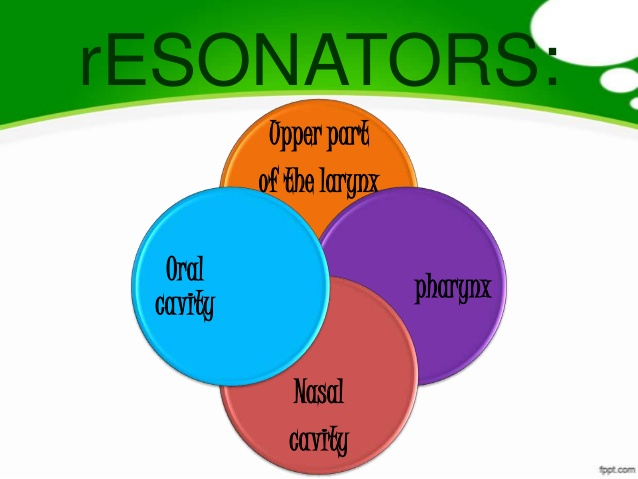 rESONATORS:
Upper part
of the larynx
Oral
cavity
pharynx
Nasal
cavity
fppt.com